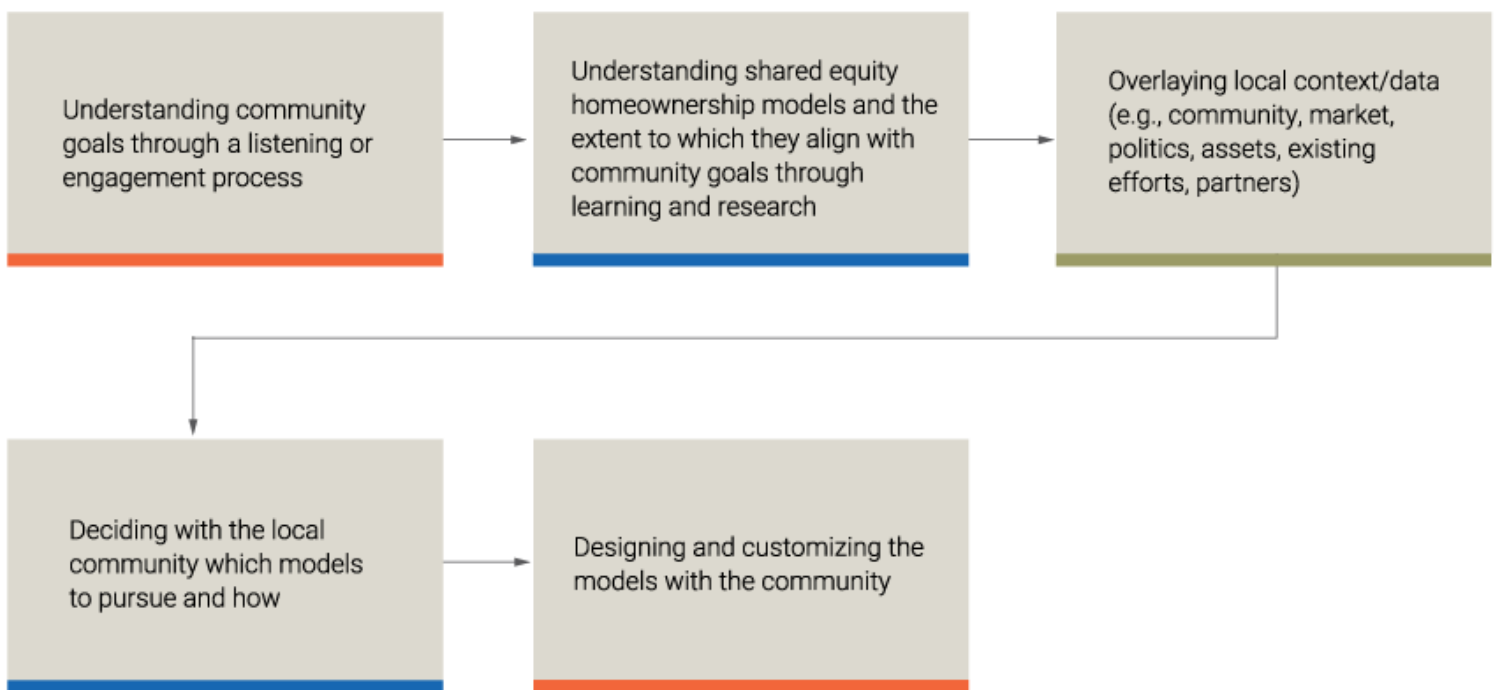 Understanding community
goals through a listening or
engagement process
Understanding shared equity
homeownership models and the
extent to which they align with
community goals through
learning and research
Overlaying local context/data
(e.g., community, market,
politics, assets, existing
efforts, partners)
Deciding with the local
community which models
to pursue and how
Designing and customizing the
models with the community